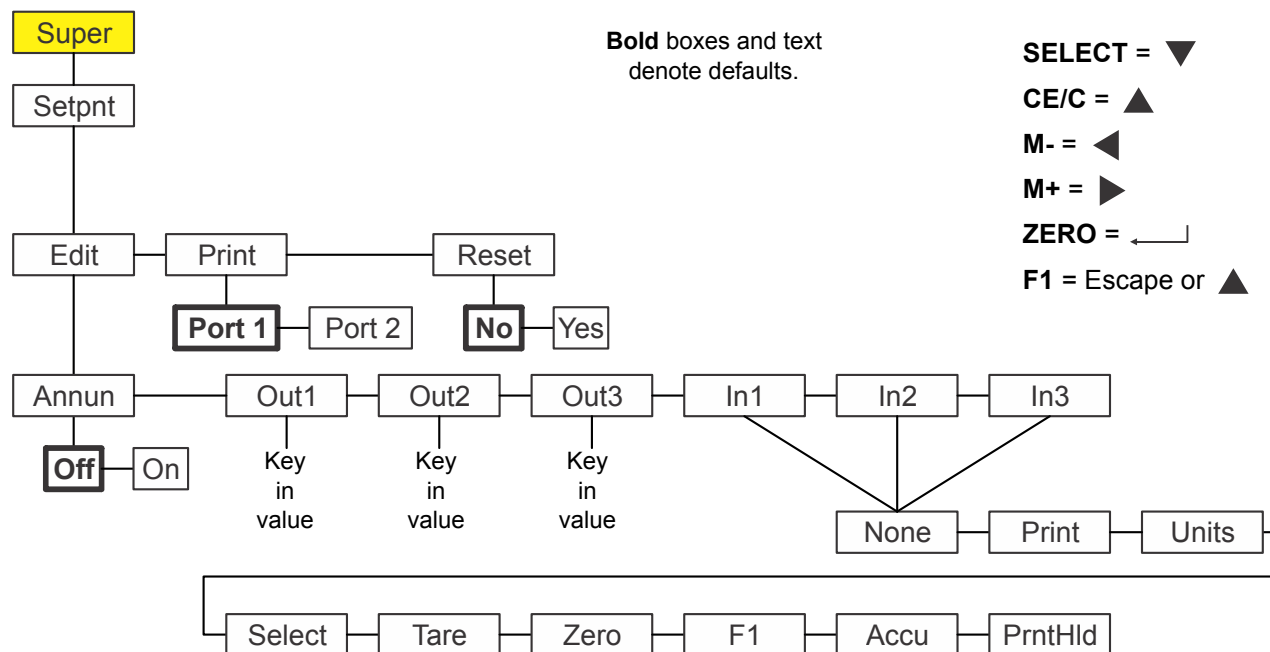 Super
Bold boxes and text
denote defaults.
SELECT = ▼
CE/C = ▲
M- = ◀
M+ = ▶
ZERO = ↵
F1 = Escape or ▲
Setpnt
Edit
Print
Reset
Port 1
Port 2
No
Yes
Annun
Out1
Out2
Out3
In1
In2
In3
Off
On
Key
in
value
Key
in
value
Key
in
value
None
Print
Units
Select
Tare
Zero
F1
Accu
PrntHld